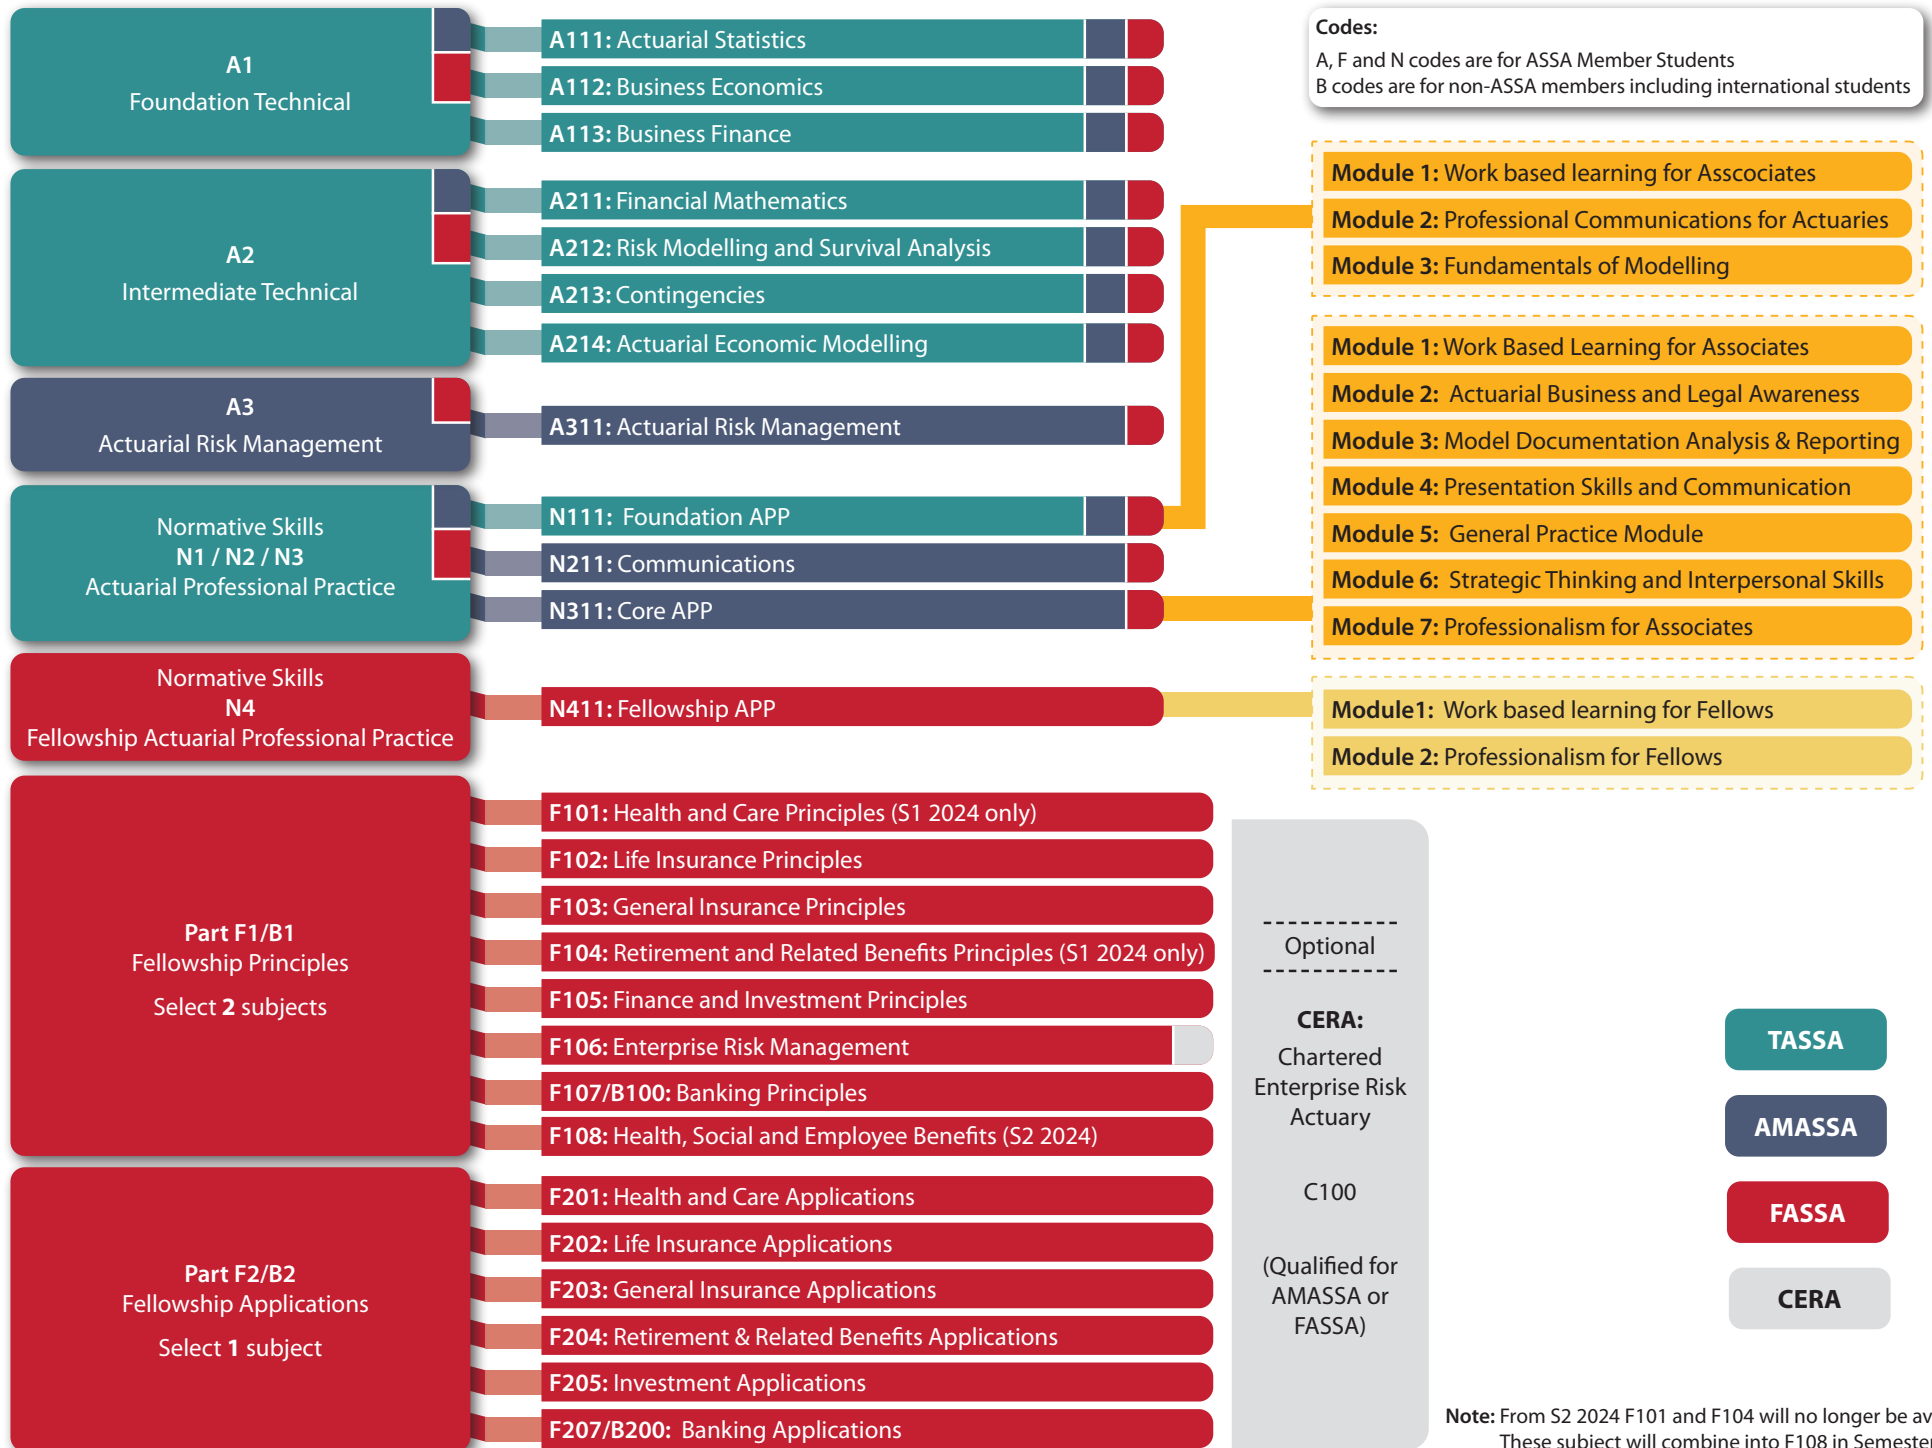 A1
Foundation Technical
A111: Actuarial Statistics
A112: Business Economics
A113: Business Finance
Codes:
A, F and N codes are for ASSA Member Students
B codes are for non-ASSA members including international students
A2
Intermediate Technical
A211: Financial Mathematics
A212: Risk Modelling and Survival Analysis
A213: Contingencies
A214: Actuarial Economic Modelling
Module 1: Work based learning for Asscociates
Module 2: Professional Communications for Actuaries
Module 3: Fundamentals of Modelling
A3
Actuarial Risk Management
A311: Actuarial Risk Management
Module 1: Work Based Learning for Associates
Module 2: Actuarial Business and Legal Awareness
Module 3: Model Documentation Analysis & Reporting
Module 4: Presentation Skills and Communication
Module 5: General Practice Module
Module 6: Strategic Thinking and Interpersonal Skills
Module 7: Professionalism for Associates
Normative Skills
N1 / N2 / N3
Actuarial Professional Practice
N111: Foundation APP
N211: Communications
N311: Core APP
Normative Skills
N4
Fellowship Actuarial Professional Practice
N411: Fellowship APP
Module1: Work based learning for Fellows
Module 2: Professionalism for Fellows
Part F1/B1
Fellowship Principles
Select 2 subjects
F101: Health and Care Principles (S1 2024 only)
F102: Life Insurance Principles
F103: General Insurance Principles
F104: Retirement and Related Benefits Principles (S1 2024 only)
F105: Finance and Investment Principles
F106: Enterprise Risk Management
F107/B100: Banking Principles
F108: Health, Social and Employee Benefits (S2 2024)
Part F2/B2
Fellowship Applications
Select 1 subject
F201: Health and Care Applications
F202: Life Insurance Applications
F203: General Insurance Applications
F204: Retirement & Related Benefits Applications
F205: Investment Applications
F207/B200: Banking Applications
Optional
CERA:
Chartered
Enterprise Risk
Actuary
C100
(Qualified for
AMASSA or
FASSA)
TASSA
AMASSA
FASSA
CERA
Note: From S2 2024 F101 and F104 will no longer be av
These subject will combine into F108 in Semester